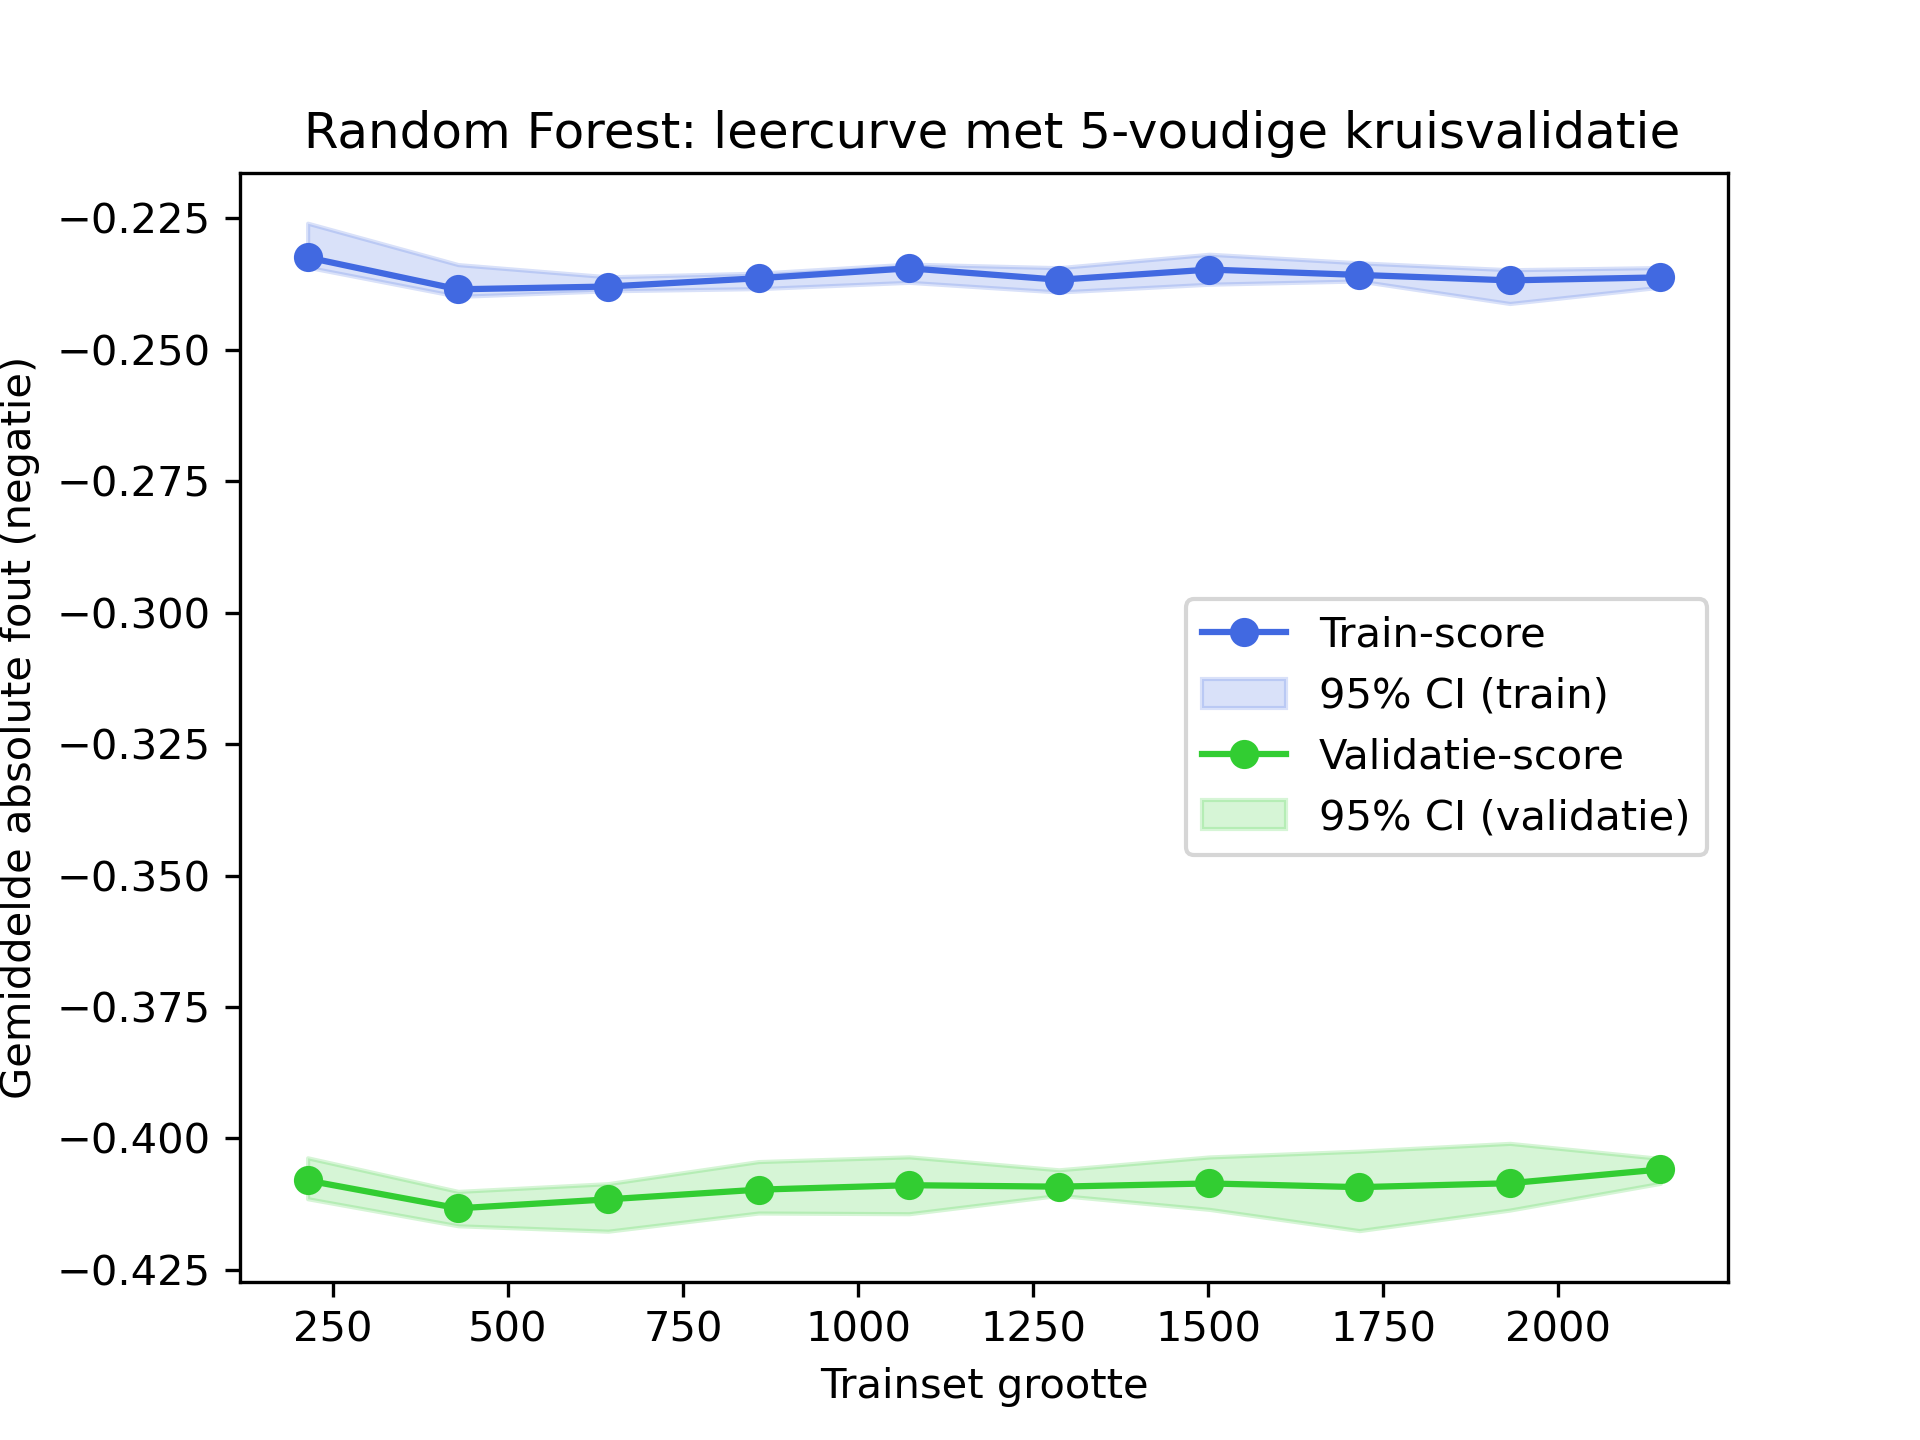 Random Forest: leercurve met 5-voudige kruisvalidatie
Gemiddelde absolute fout (negatie)
−0.225
−0.250
−0.275
−0.300
−0.325
−0.350
−0.375
−0.400
−0.425
Train-score
95% CI (train)
Validatie-score
95% CI (validatie)
250 500 750 1000 1250 1500 1750 2000
Trainset grootte